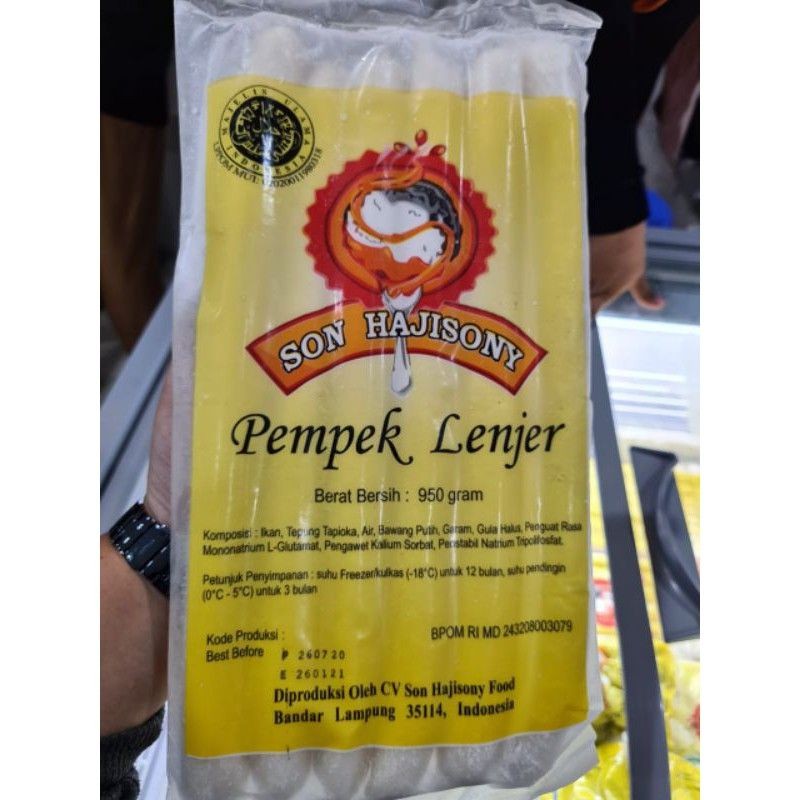 MAJELIS ULAMA INDONESIA
SON HAJISONY
Pempek Lenjer
Berat Bersih : 950 gram
Komposisi : Ikan, Tepung Tapioka, Air, Bawang Putih, Garam, Gula Halus, Penguat Rasa
Mononatrium L-Glutamat, Pengawet Kalium Sorbat, Penstabil Natrium Tripolifosfat.
Petunjuk Penyimpanan : suhu Freezer/kulkas (-18°C) untuk 12 bulan, suhu pendingin
(0°C - 5°C) untuk 3 bulan
Kode Produksi :
BPOM RI MD 243208003079
Best Before P 260720
E 260121
Diproduksi Oleh CV Son Hajisony Food
Bandar Lampung 35114, Indonesia